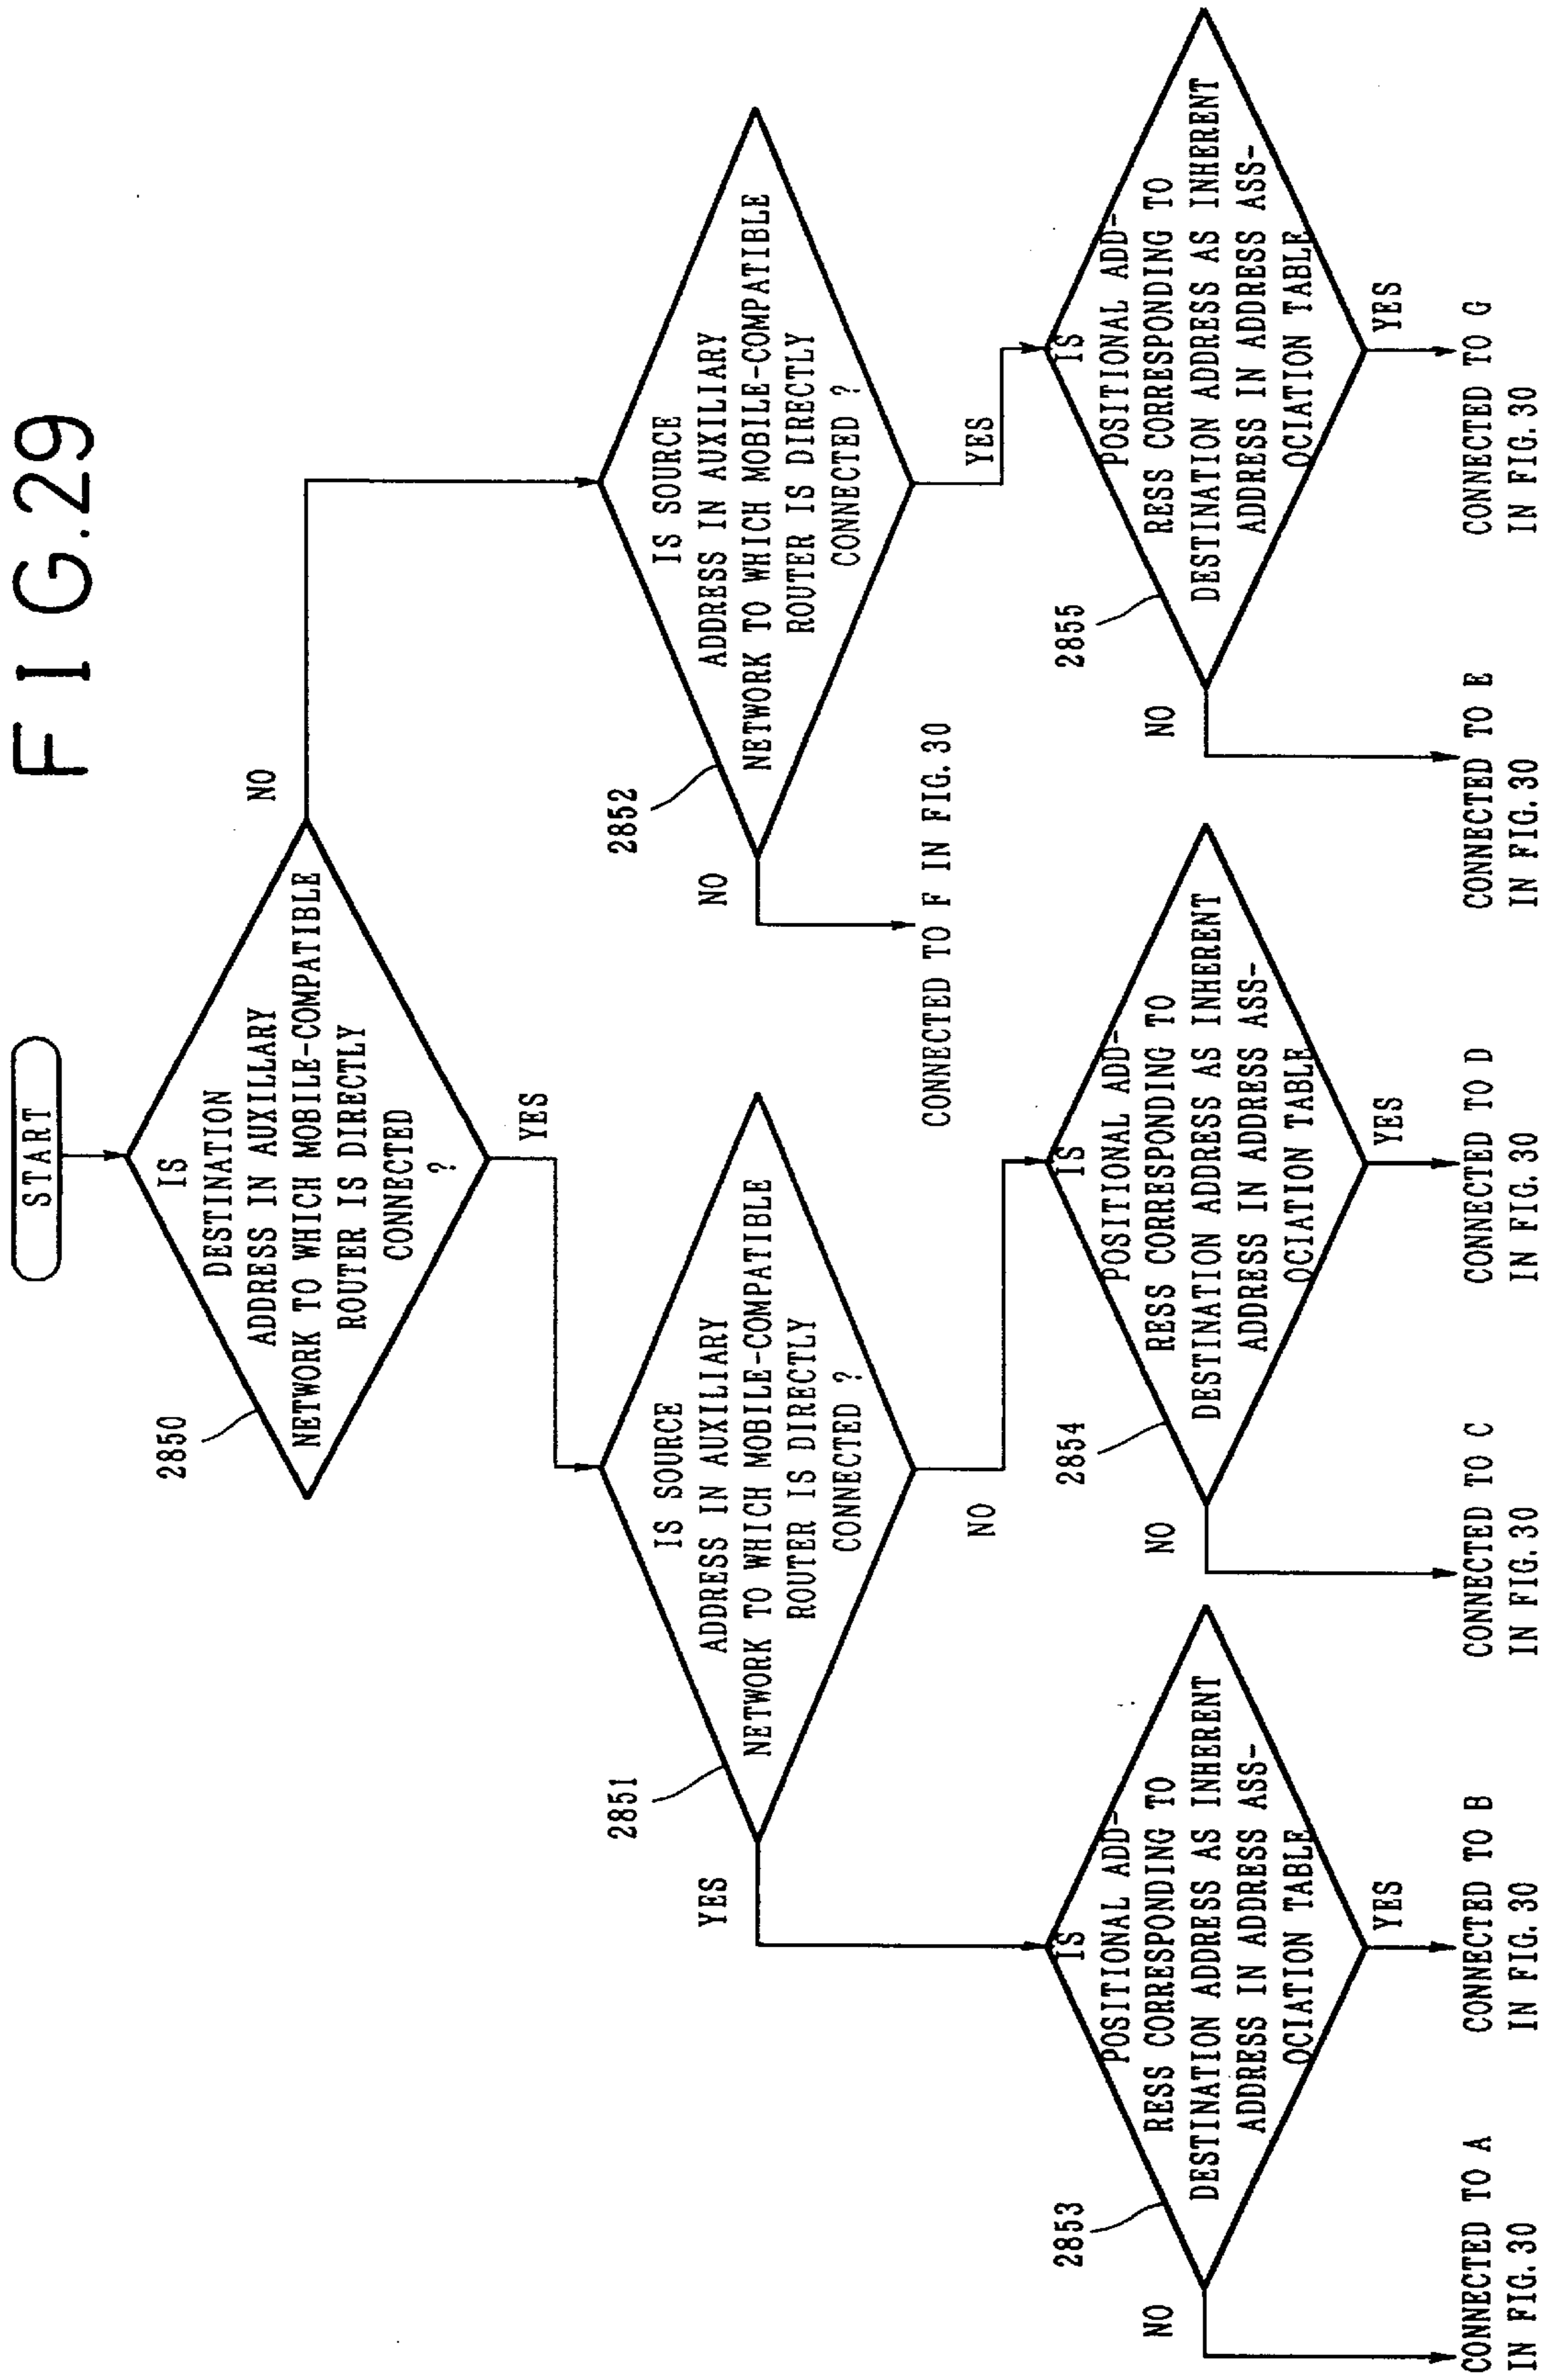 FIG.29
START
2850
IS
DESTINATION
ADDRESS IN AUXILLARY
NETWORK TO WHICH MOBILE-COMPATIBLE
ROUTER IS DIRECTLY
CONNECTED
?
YES
NO
2851
IS SOURCE
ADDRESS IN AUXILIARY
NETWORK TO WHICH MOBILE-COMPATIBLE
ROUTER IS DIRECTLY
CONNECTED ?
YES
NO
2852
IS SOURCE
ADDRESS IN AUXILIARY
NETWORK TO WHICH MOBILE-COMPATIBLE
ROUTER IS DIRECTLY
CONNECTED ?
NO
YES
CONNECTED TO F IN FIG.30
2853
IS
POSITIONAL ADD-
RESS CORRESPONDING TO
DESTINATION ADDRESS AS INHERENT
ADDRESS IN ADDRESS ASS-
OCIATION TABLE
NO
YES
CONNECTED TO A
IN FIG.30
CONNECTED TO B
IN FIG.30
2854
IS
POSITIONAL ADD-
RESS CORRESPONDING TO
DESTINATION ADDRESS AS INHERENT
ADDRESS IN ADDRESS ASS-
OCIATION TABLE
NO
YES
CONNECTED TO C
IN FIG.30
CONNECTED TO D
IN FIG.30
2855
IS
POSITIONAL ADD-
RESS CORRESPONDING TO
DESTINATION ADDRESS AS INHERENT
ADDRESS IN ADDRESS ASS-
OCIATION TABLE
NO
YES
CONNECTED TO E
IN FIG.30
CONNECTED TO G
IN FIG.30